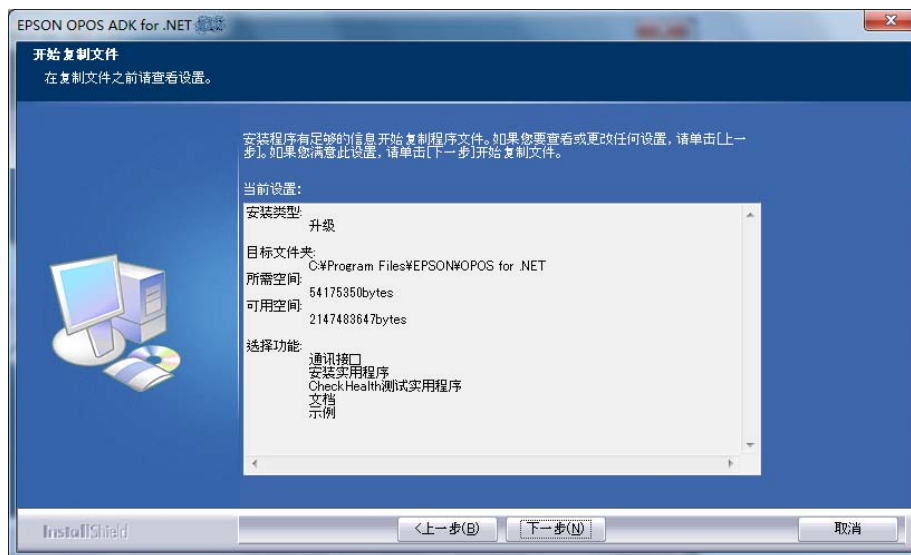 EPSON OPOS ADK for .NET
开始复制文件
在复制文件之前请查看设置。
安装程序有足够的信息开始复制程序文件。如果您要查看或更改任何设置，请单击[上一
步]。如果您满意此设置，请单击[下一步]开始复制文件。
当前设置:
安装类型:
升级
目标文件夹:
C:¥Program Files¥EPSON¥OPOS for .NET
所需空间:
54175350bytes
可用空间:
2147483647bytes
选择功能:
通讯接口
安装实用程序
CheckHealth测试实用程序
文档
示例
InstallShield
<上一步(B)
下一步(N)
取消